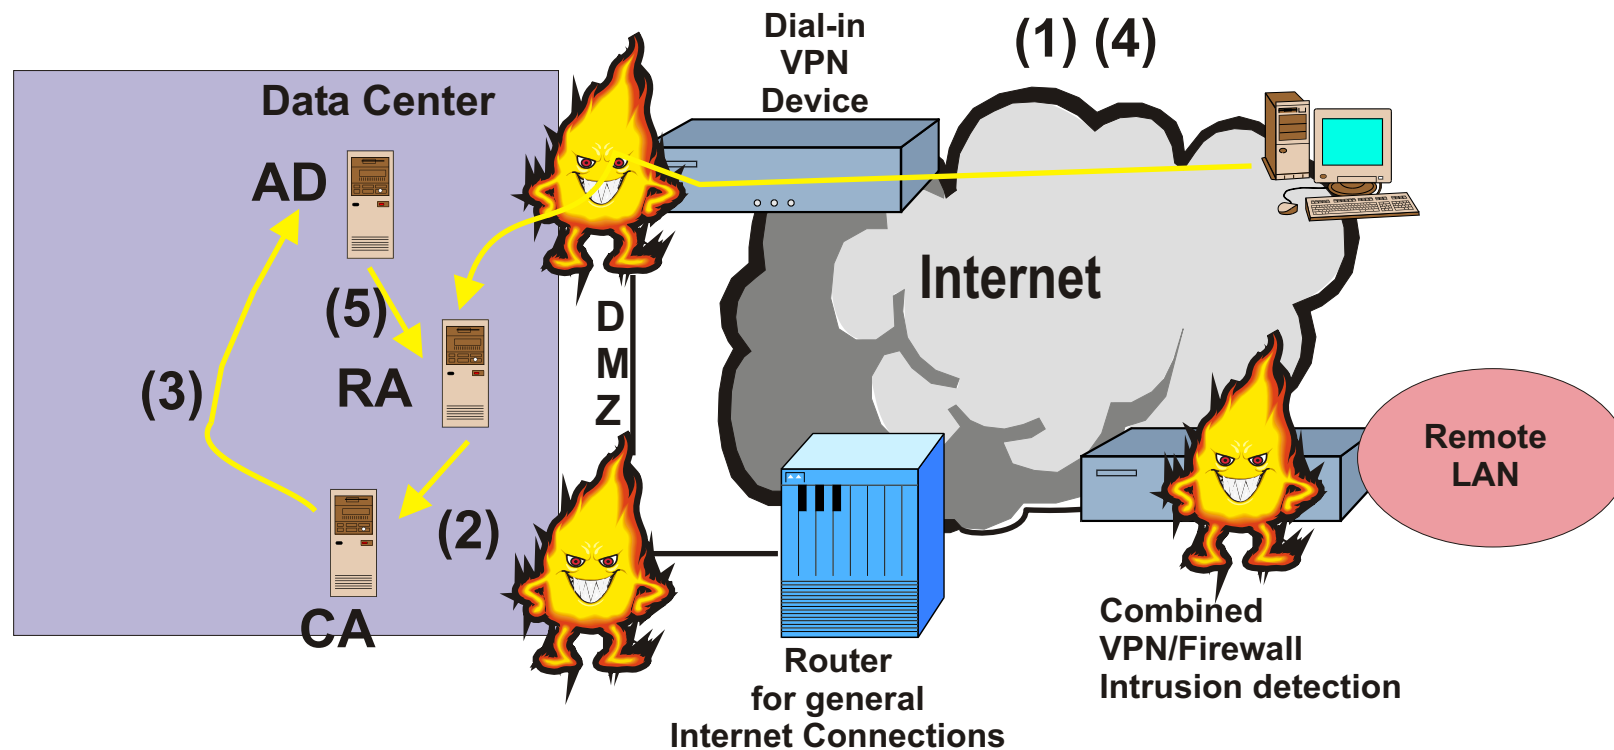 Dial-in
VPN
Device
(1) (4)
Data Center
AD
Internet
(5)
D
M
Z
RA
(3)
Remote
LAN
(2)
CA
Combined
VPN/Firewall
Intrusion detection
Router
for general
Internet Connections